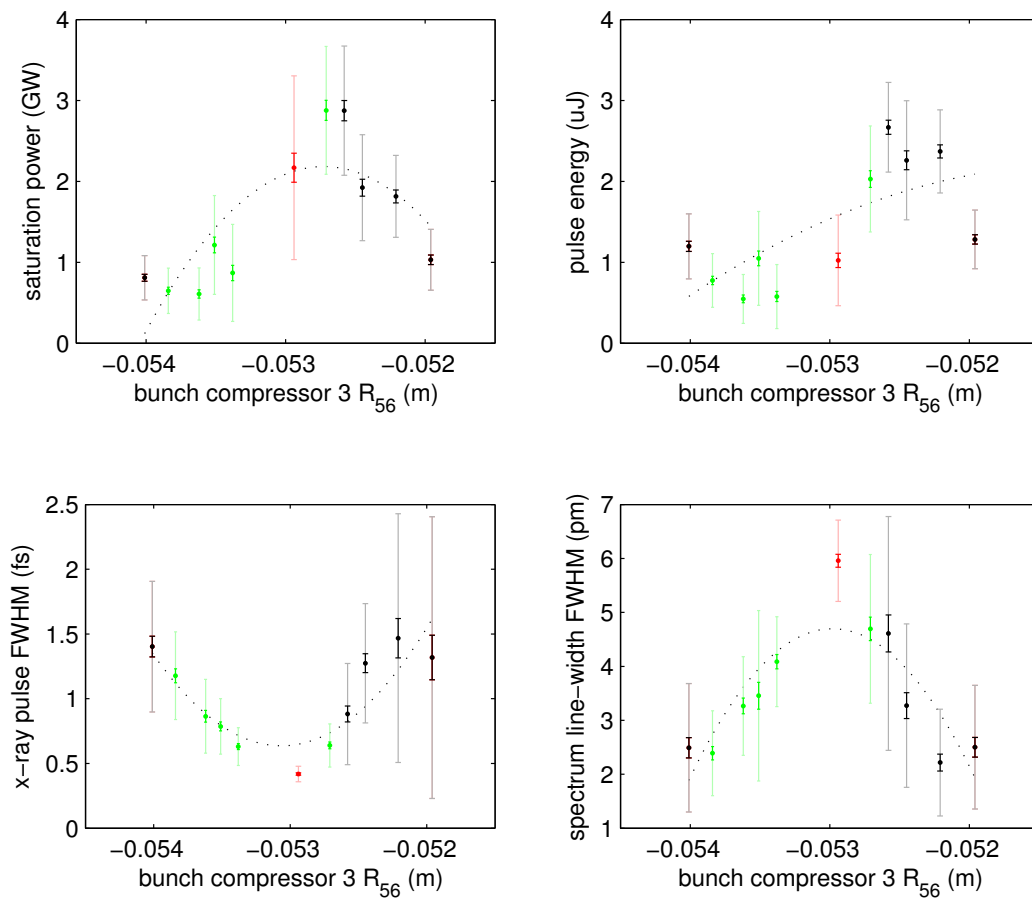 saturation power (GW)
4
3
2
1
0
−0.054 −0.053 −0.052
bunch compressor 3 R56 (m)
pulse energy (uJ)
4
3
2
1
0
−0.054 −0.053 −0.052
bunch compressor 3 R56 (m)
x−ray pulse FWHM (fs)
2.5
2
1.5
1
0.5
0
−0.054 −0.053 −0.052
bunch compressor 3 R56 (m)
spectrum line−width FWHM (pm)
7
6
5
4
3
2
1
−0.054 −0.053 −0.052
bunch compressor 3 R56 (m)